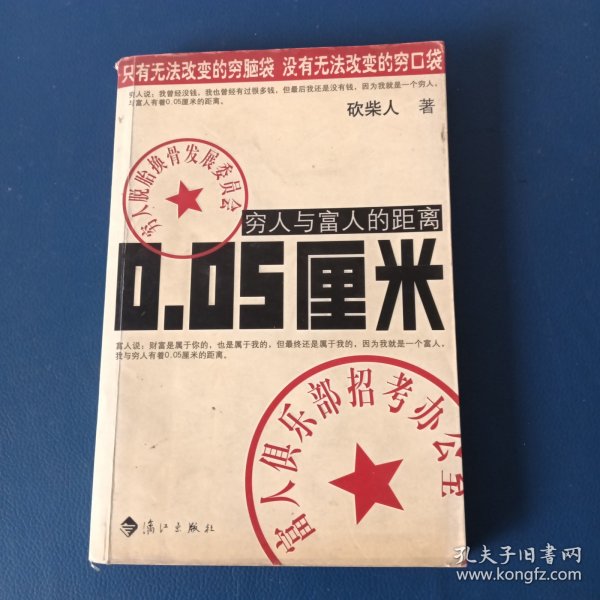 只有无法改变的穷脑袋 没有无法改变的穷口袋
穷人说：我曾经没钱，我也曾经有过很多钱，但最后我还是没有钱，因为我就是一个穷人，
与富人有着0.05厘米的距离。
砍柴人 著
穷人脱胎换骨发展委员会
穷人与富人的距离
0.05厘米
富人说：财富是属于你的，也是属于我的，但最终还是属于我的，因为我就是一个富人，
我与穷人有着0.05厘米的距离。
富人俱乐部招考办公室
漓江出版社
孔夫子旧书网
www.kongfz.com